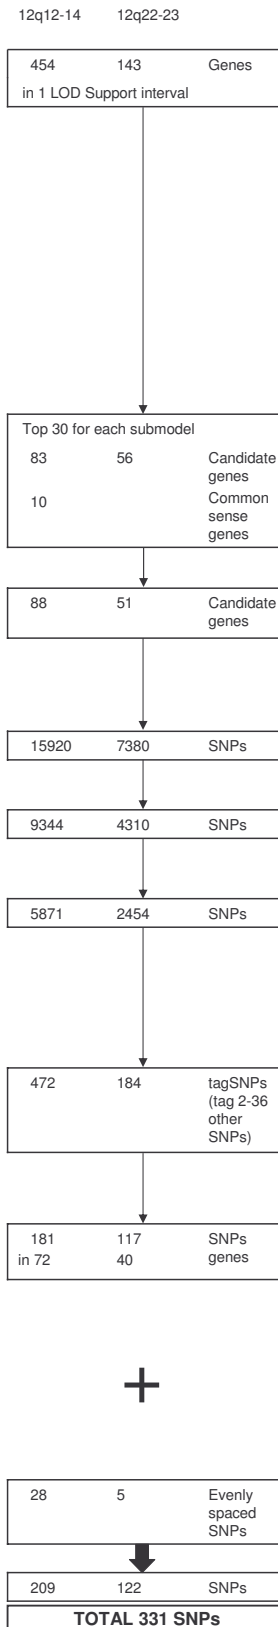 12q12-14 12q22-23
454 143 Genes
in 1 LOD Support interval
Top 30 for each submodel
83 56 Candidate
genes
10 Common
sense
genes
88 51 Candidate
genes
15920 7380 SNPs
9344 4310 SNPs
5871 2454 SNPs
472 184 tagSNPs
(tag 2-36
other
SNPs)
181 117 SNPs
in 72 40 genes
+
28 5 Evenly
spaced
SNPs
209 122 SNPs
TOTAL 331 SNPs